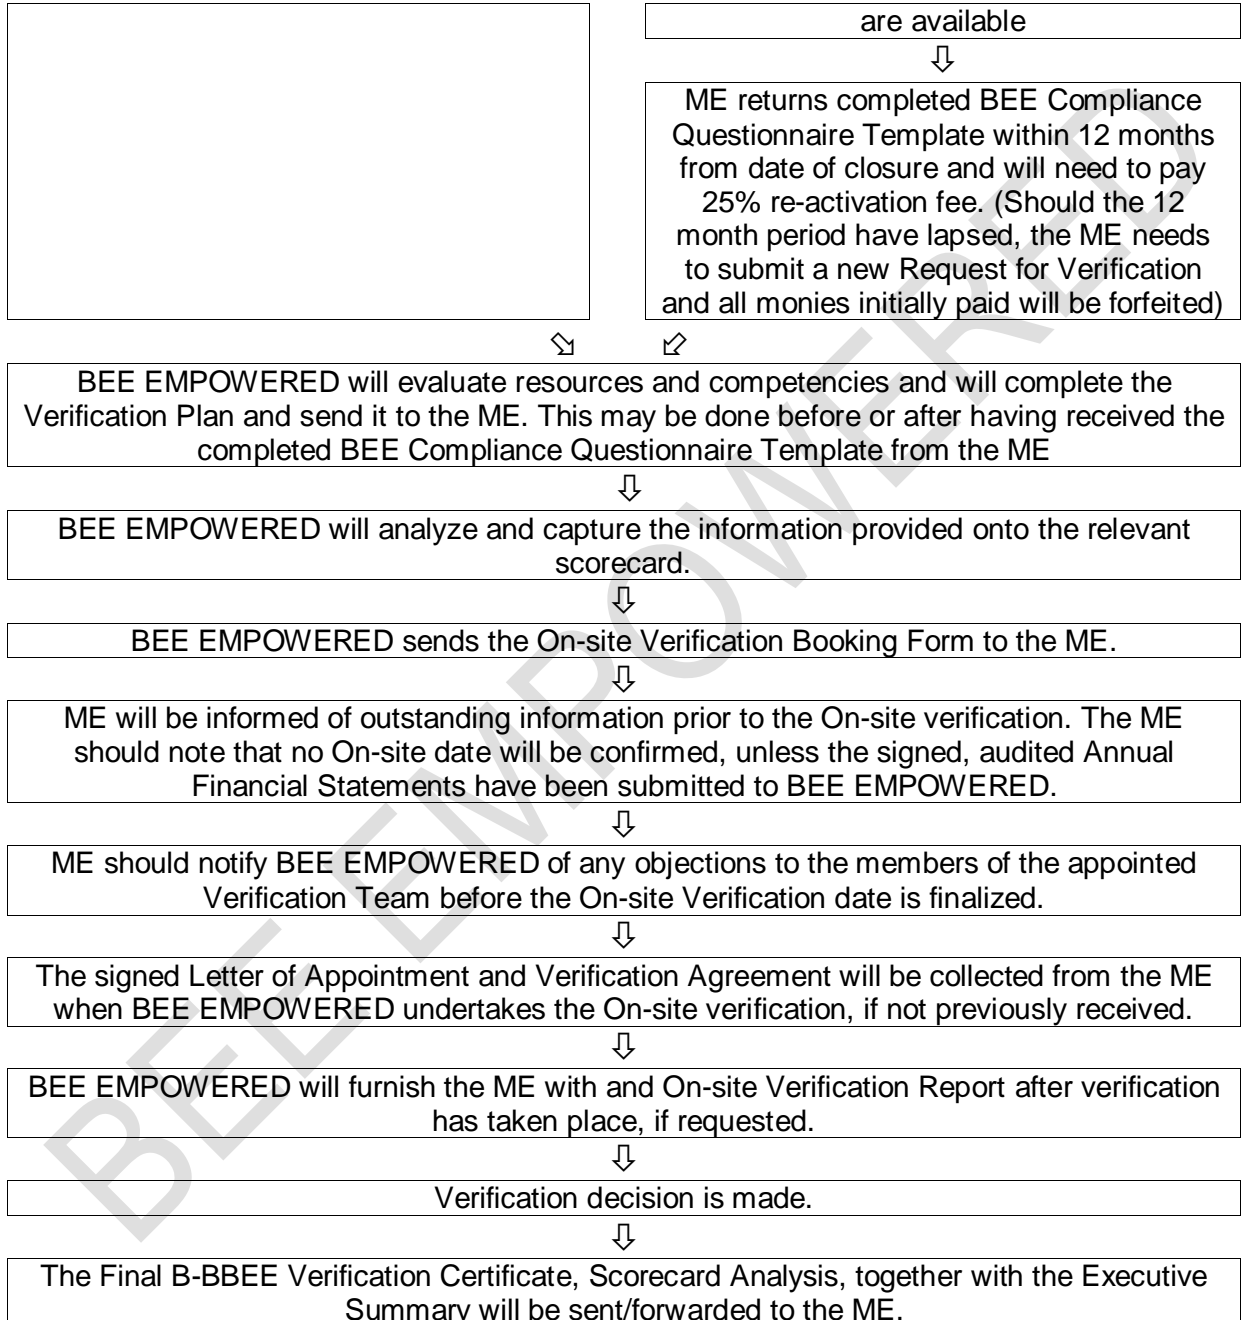 are available
ME returns completed BEE Compliance
Questionnaire Template within 12 months
from date of closure and will need to pay
25% re-activation fee. (Should the 12
month period have lapsed, the ME needs
to submit a new Request for Verification
and all monies initially paid will be forfeited)
BEE EMPOWERED will evaluate resources and competencies and will complete the
Verification Plan and send it to the ME. This may be done before or after having received the
completed BEE Compliance Questionnaire Template from the ME
BEE EMPOWERED will analyze and capture the information provided onto the relevant
scorecard.
BEE EMPOWERED sends the On-site Verification Booking Form to the ME.
ME will be informed of outstanding information prior to the On-site verification. The ME
should note that no On-site date will be confirmed, unless the signed, audited Annual
Financial Statements have been submitted to BEE EMPOWERED.
ME should notify BEE EMPOWERED of any objections to the members of the appointed
Verification Team before the On-site Verification date is finalized.
The signed Letter of Appointment and Verification Agreement will be collected from the ME
when BEE EMPOWERED undertakes the On-site verification, if not previously received.
BEE EMPOWERED will furnish the ME with and On-site Verification Report after verification
has taken place, if requested.
Verification decision is made.
The Final B-BBEE Verification Certificate, Scorecard Analysis, together with the Executive
Summary will be sent/forwarded to the ME.
BEE EMPOWERED